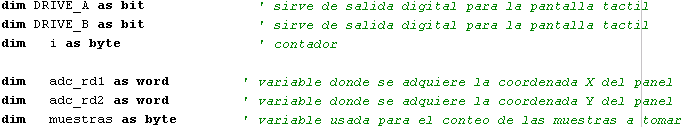 dim DRIVE_A as bit ' sirve de salida digital para la pantalla tactil
dim DRIVE_B as bit ' sirve de salida digital para la pantalla tactil
dim i as byte ' contador
dim adc_rd1 as word ' variable donde se adquiere la coordenada X del panel
dim adc_rd2 as word ' variable donde se adquiere la coordenada Y del panel
dim muestras as byte ' variable usada para el conteo de las muestras a tomar